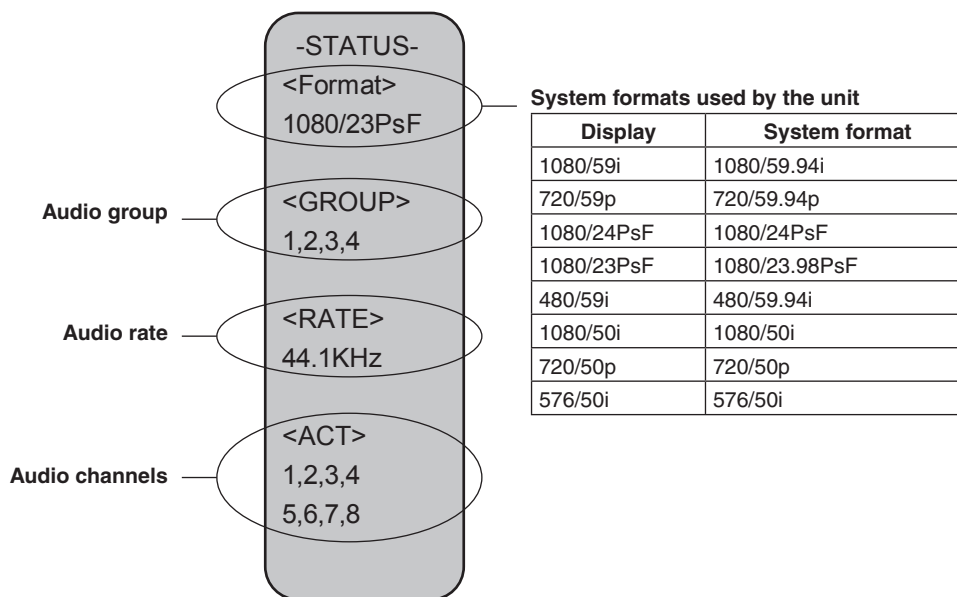 -STATUS-
<Format>
1080/23PsF
Audio group
<GROUP>
1,2,3,4
Audio rate
<RATE>
44.1KHz
Audio channels
<ACT>
1,2,3,4
5,6,7,8
System formats used by the unit
Display System format
1080/59i 1080/59.94i
720/59p 720/59.94p
1080/24PsF 1080/24PsF
1080/23PsF 1080/23.98PsF
480/59i 480/59.94i
1080/50i 1080/50i
720/50p 720/50p
576/50i 576/50i